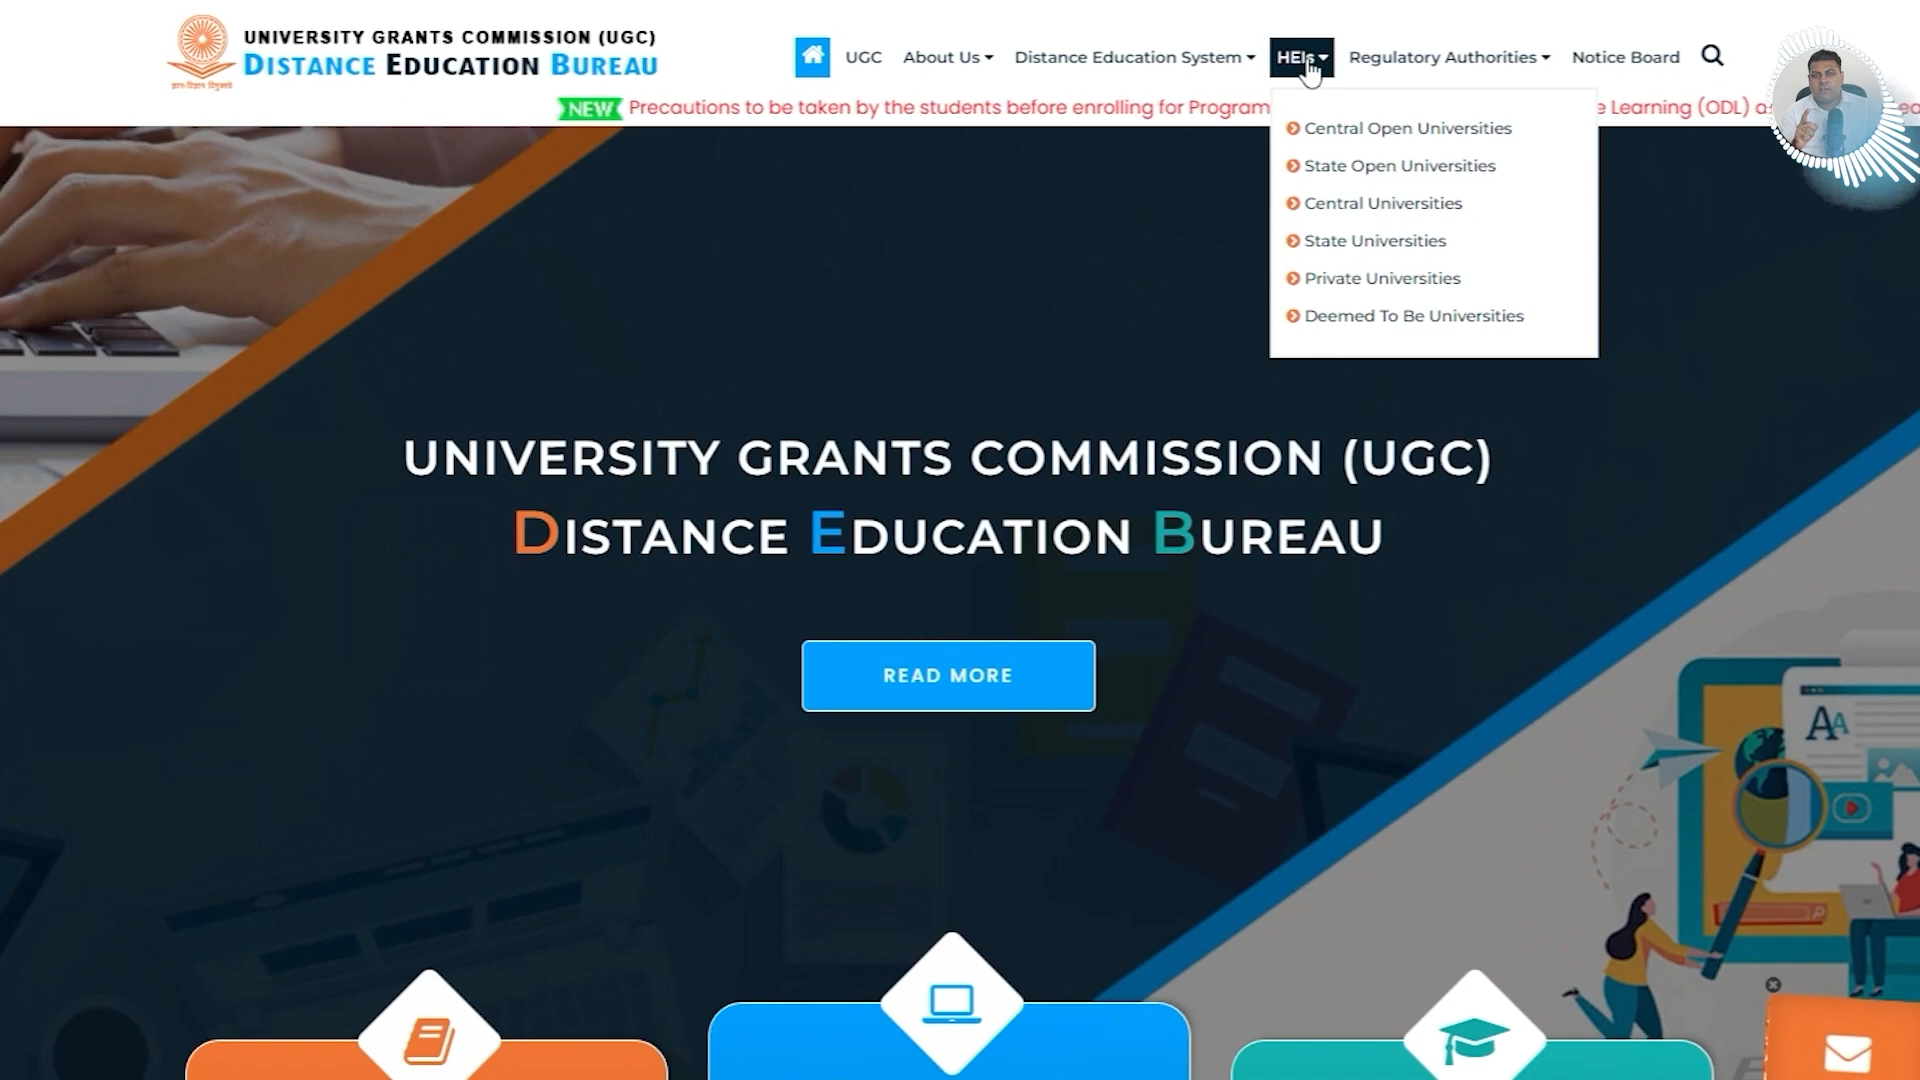 UNIVERSITY GRANTS COMMISSION (UGC)
DISTANCE EDUCATION BUREAU
ज्ञान-विज्ञान विमुक्तये
UGC About Us Distance Education System HEIs Regulatory Authorities Notice Board
NEW Precautions to be taken by the students before enrolling for Program
Learning (ODL)
Central Open Universities
State Open Universities
Central Universities
State Universities
Private Universities
Deemed To Be Universities
UNIVERSITY GRANTS COMMISSION (UGC)
DISTANCE EDUCATION BUREAU
READ MORE
AA